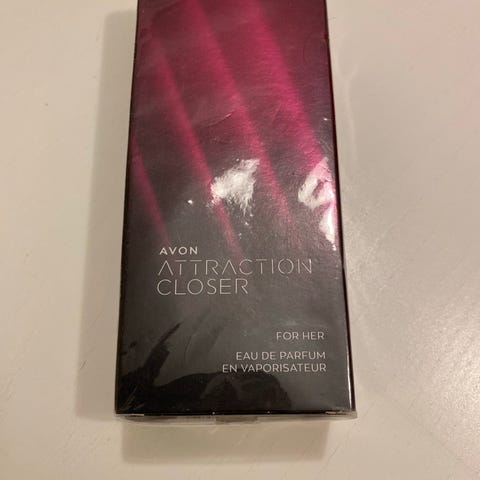 AVON
ATTRACTION
CLOSER
FOR HER
EAU DE PARFUM
EN VAPORISATEUR